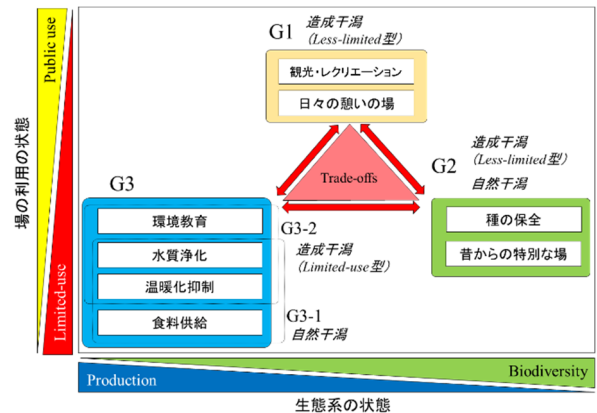 G1
造成干潟
(Less-limited型)
観光・レクリエーション
日々の憩いの場
Public use
Limited-use
場の利用の状態
Trade-offs
G2
造成干潟
(Less-limited型)
自然干潟
種の保全
昔からの特別な場
G3
環境教育
水質浄化
温暖化抑制
食料供給
G3-2
造成干潟
(Limited-use型)
G3-1
自然干潟
Production
Biodiversity
生態系の状態